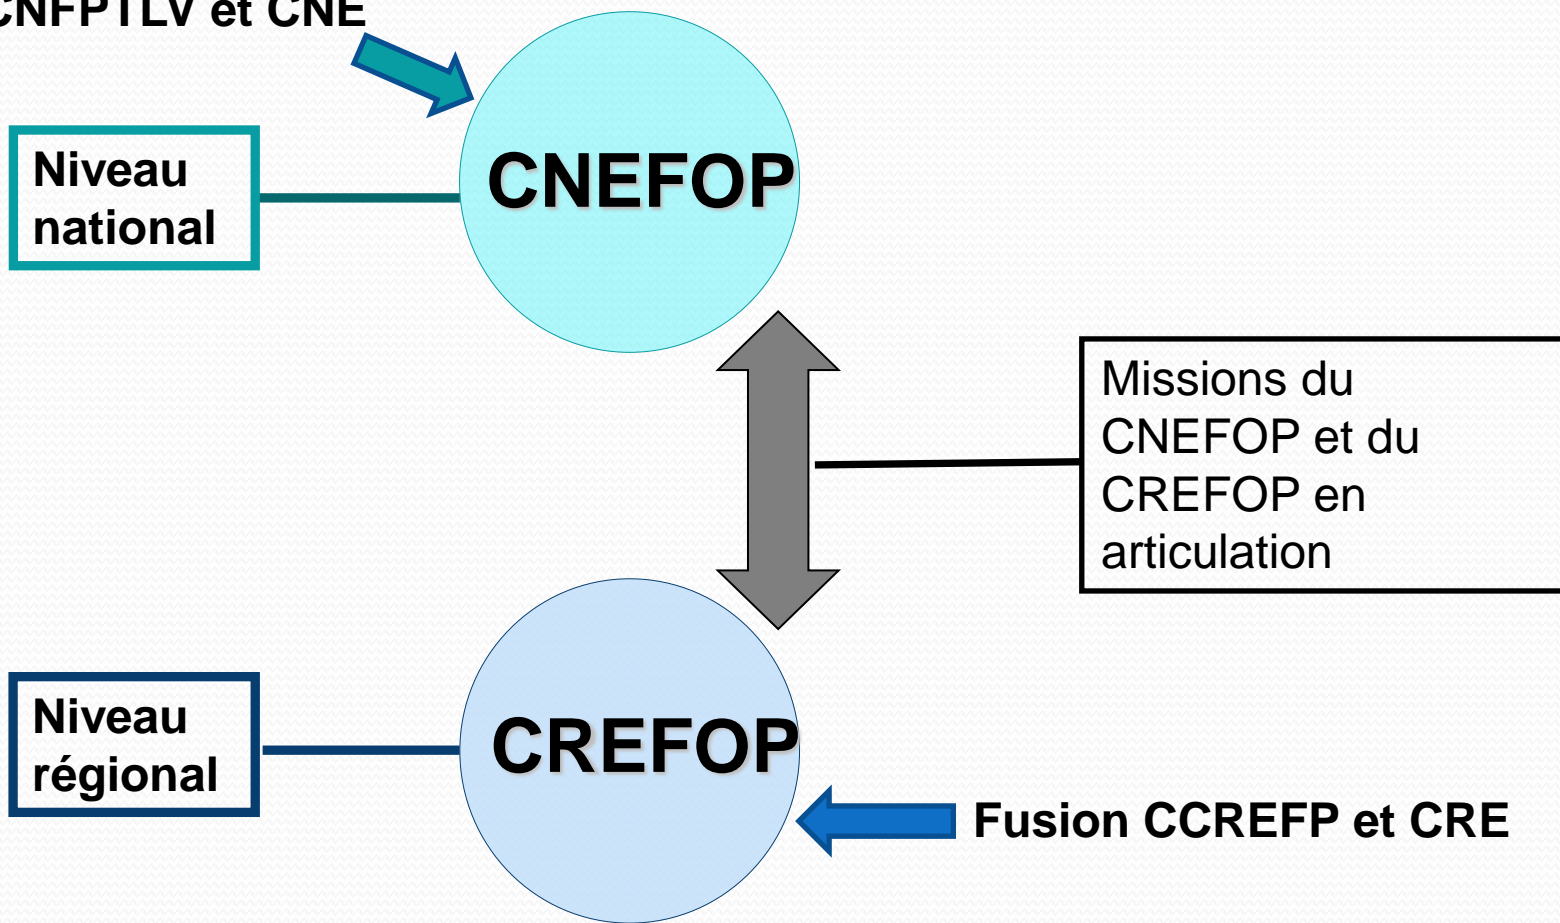 CNFPTLV et CNE
Niveau
national
CNEFOP
Missions du
CNEFOP et du
CREFOP en
articulation
Niveau
régional
CREFOP
Fusion CCREFP et CRE